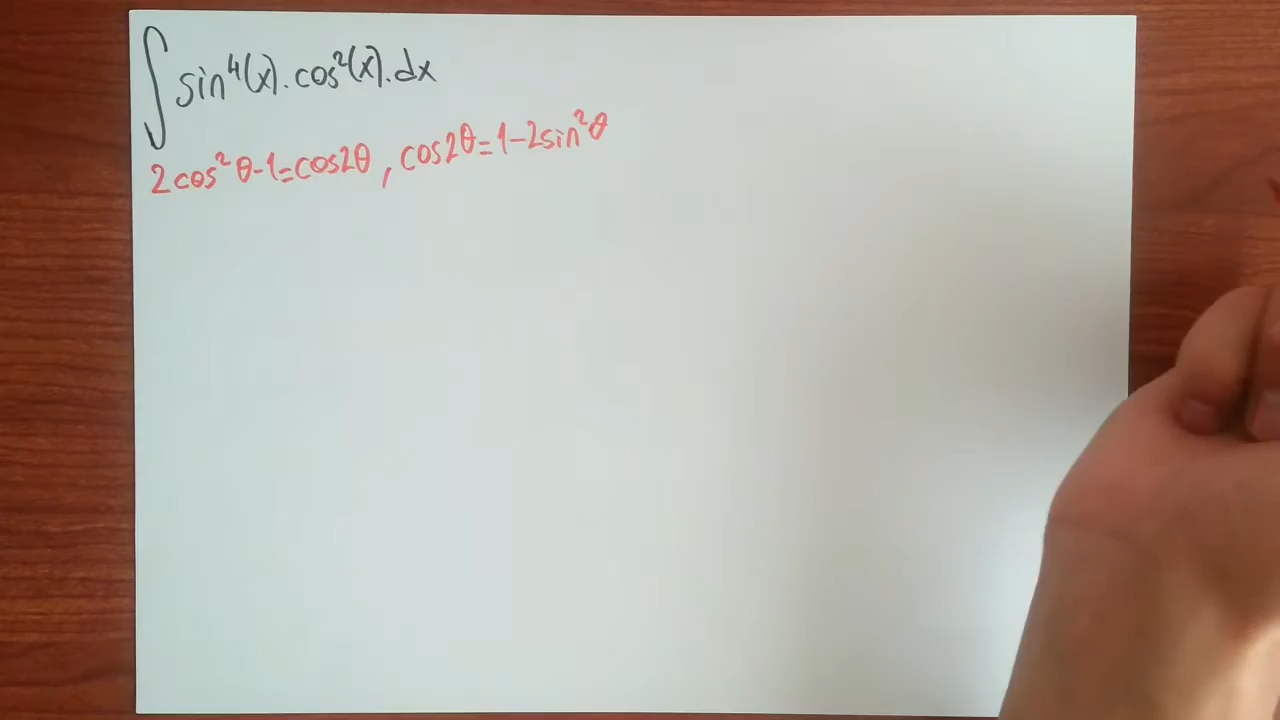 ∫ sin⁴(x).cos²(x).dx
2cos²θ-1=cos2θ, cos2θ=1-2sin²θ